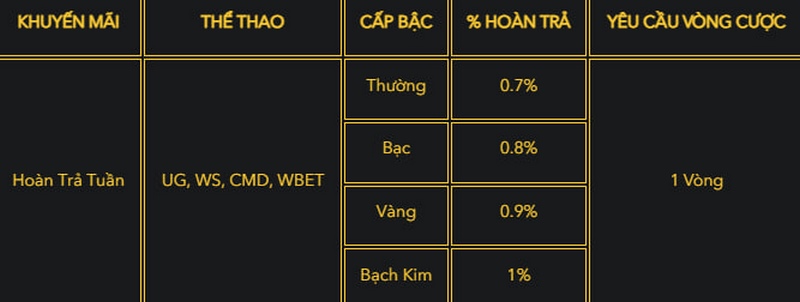 KHUYẾN MÃI THỂ THAO CẤP BẬC % HOÀN TRẢ YÊU CẦU VÒNG CƯỢC
Thường 0.7%
Bạc 0.8%
Hoàn Trả Tuần UG, WS, CMD, WBET 1 Vòng
Vàng 0.9%
Bạch Kim 1%